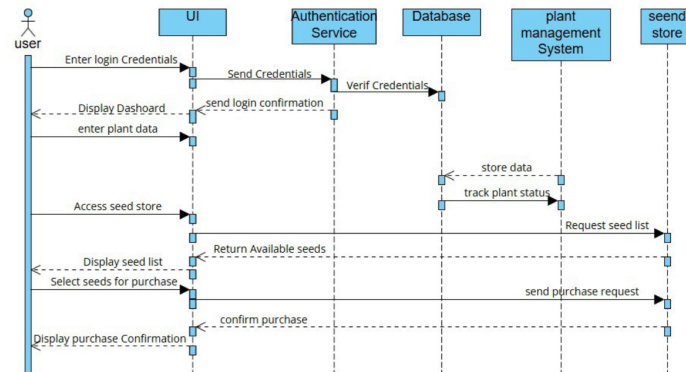 user
UI
Authentication
Service
Database
plant
management
System
seend
store
Enter login Credentials
Send Credentials
Verif Credentials
send login confirmation
Display Dashoard
enter plant data
store data
track plant status
Access seed store
Request seed list
Return Available seeds
Display seed list
Select seeds for purchase
send purchase request
confirm purchase
Display purchase Confirmation